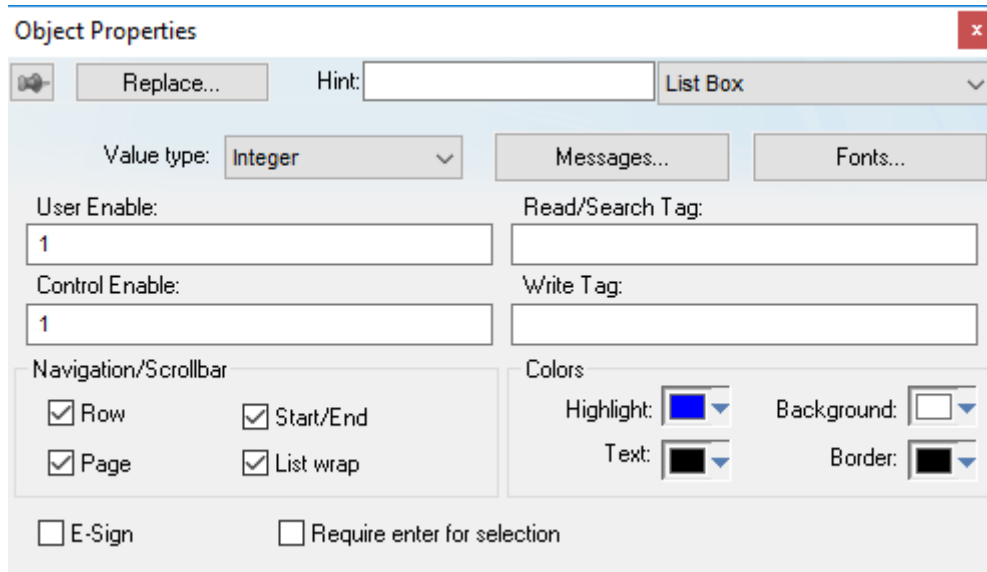 Object Properties x
Replace... Hint: List Box
Value type: Integer Messages... Fonts...
User Enable: Read/Search Tag:
1
Control Enable: Write Tag:
1
Navigation/Scrollbar Colors
Row Start/End Highlight: Background:
Page List wrap Text: Border:
E-Sign Require enter for selection